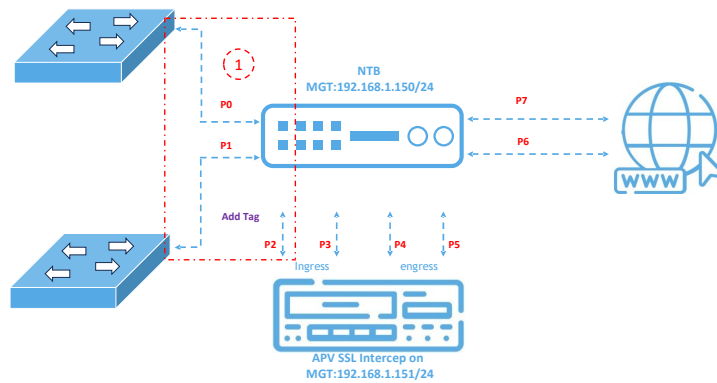 1
NTB
MGT:192.168.1.150/24
P0
P7
P1
P6
WWW
Add Tag
P2
P3
P4
P5
Ingress
engress
APV SSL Intercep on
MGT:192.168.1.151/24